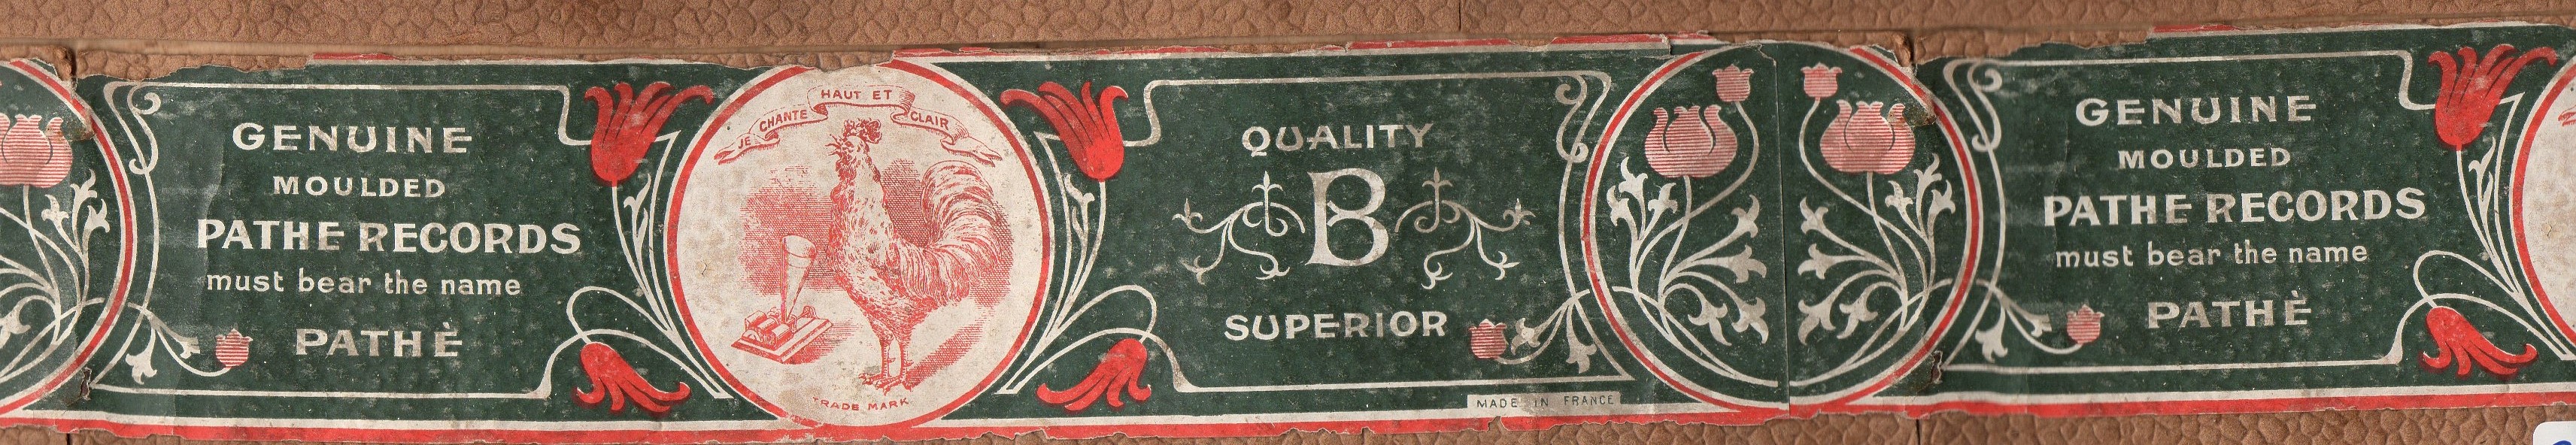 GENUINE
MOULDED
PATHE RECORDS
must bear the name
PATHÈ
JE CHANTE HAUT ET CLAIR
TRADE MARK
QUALITY
B
SUPERIOR
MADE IN FRANCE
GENUINE
MOULDED
PATHE RECORDS
must bear the name
PATHÈ